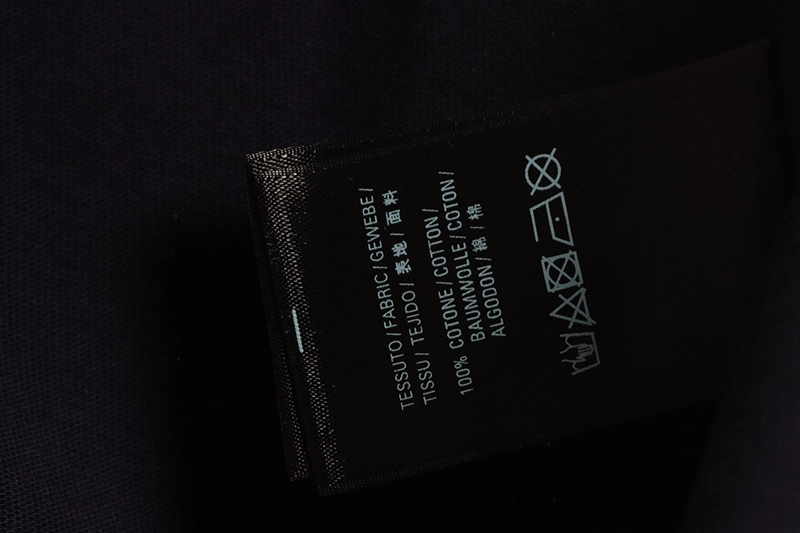 TESSUTO / FABRIC / GEWEBE /
TISSU / TEJIDO / 表地 / 面料
100% COTONE / COTTON /
BAUMWOLLE / COTON /
ALGODON / 綿 / 棉